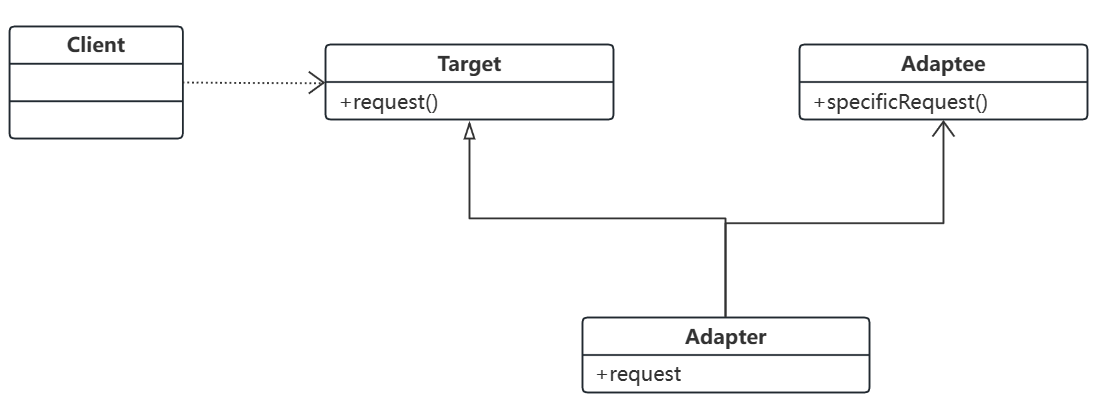 Client
Target
+request()
Adaptee
+specificRequest()
Adapter
+request